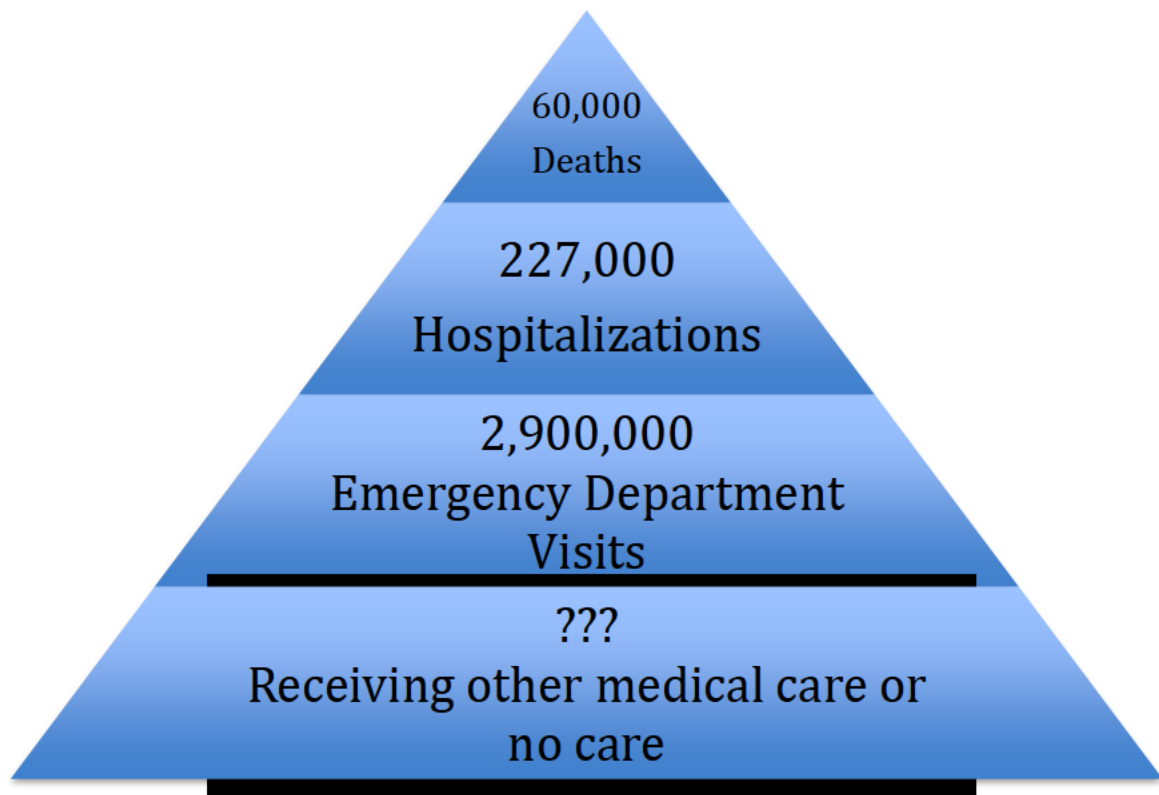 60,000
Deaths
227,000
Hospitalizations
2,900,000
Emergency Department
Visits
???
Receiving other medical care or
no care